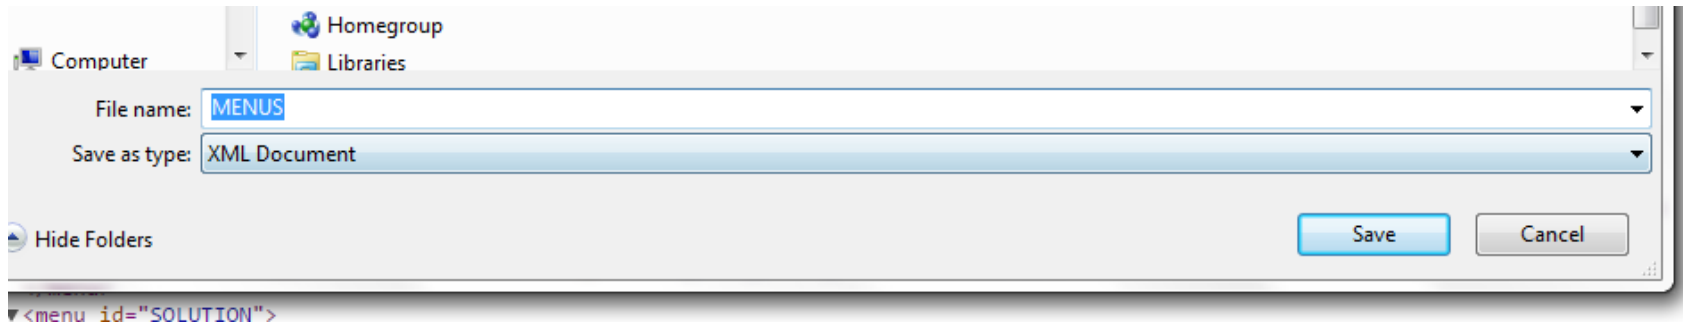 Homegroup
Computer
Libraries
File name: MENUS
Save as type: XML Document
Hide Folders
Save Cancel
▼<menu id="SOLUTION">